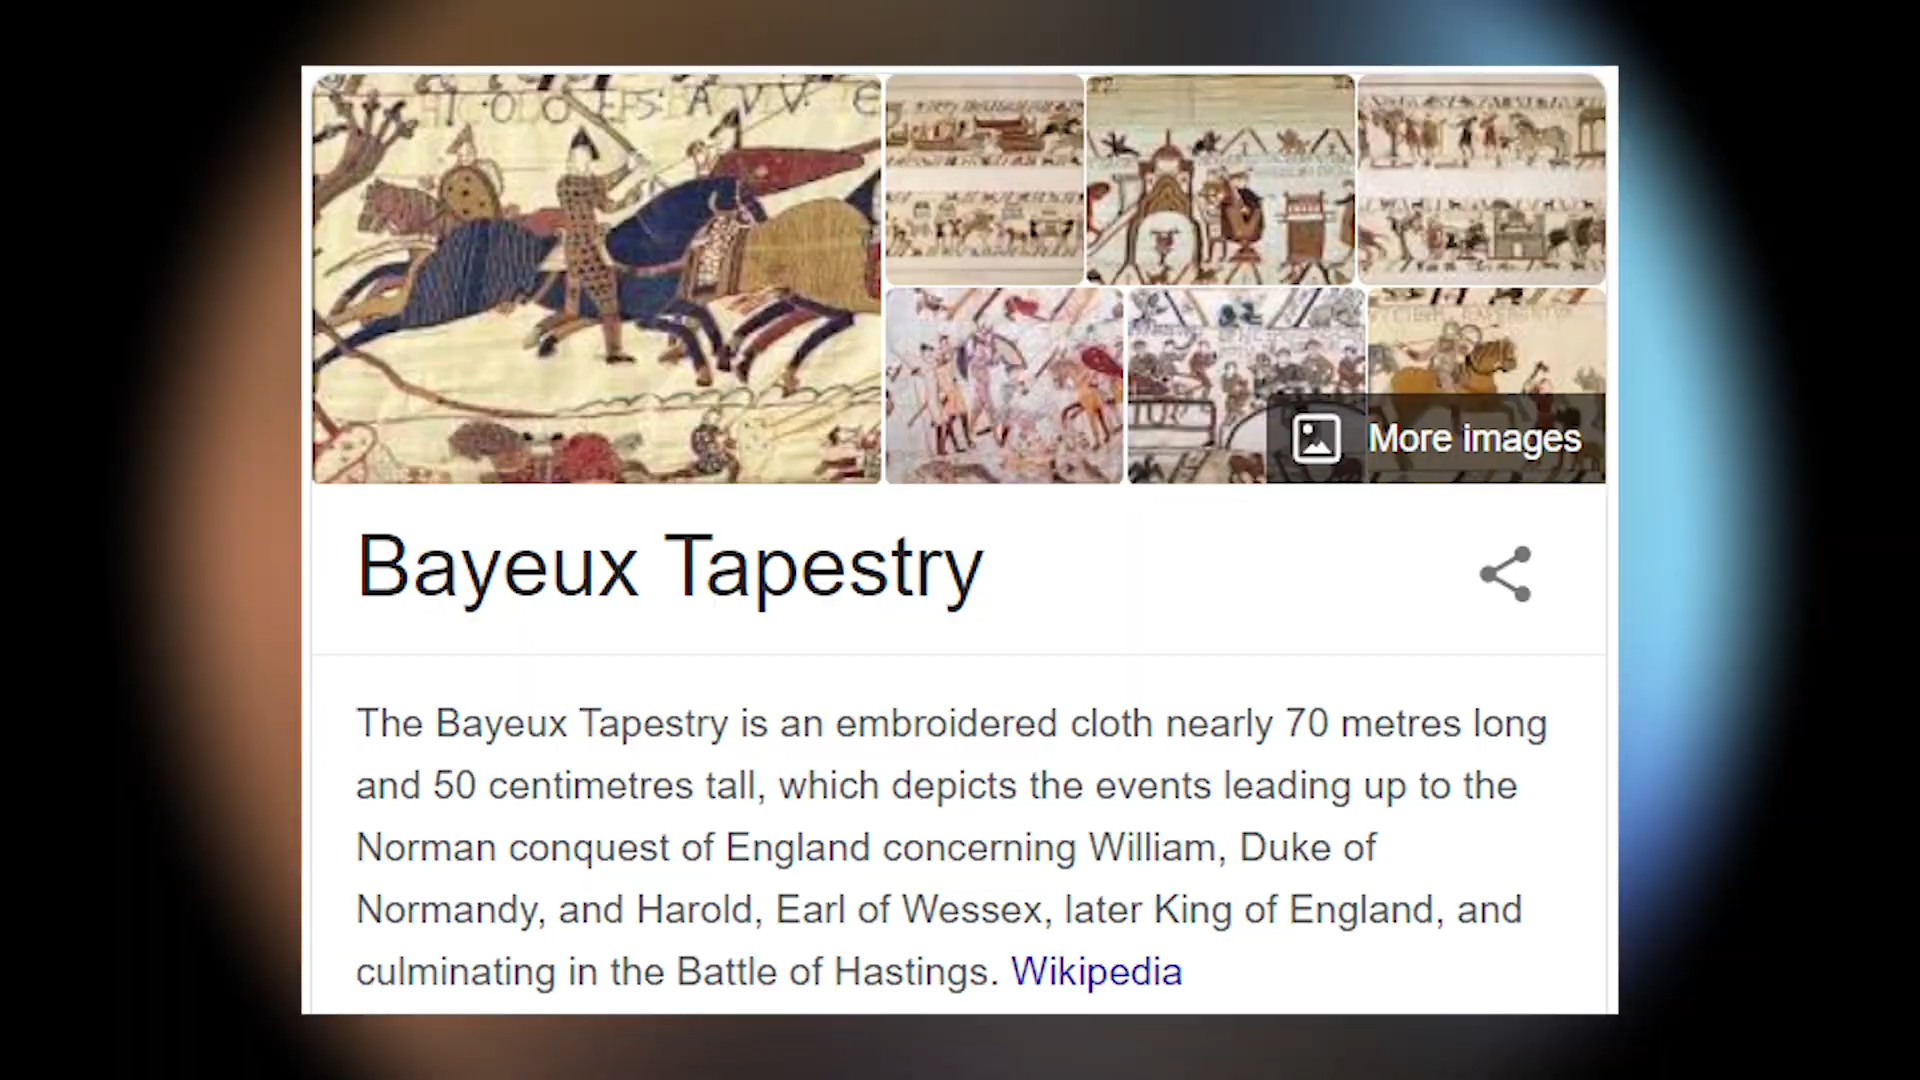 More images
Bayeux Tapestry
The Bayeux Tapestry is an embroidered cloth nearly 70 metres long
and 50 centimetres tall, which depicts the events leading up to the
Norman conquest of England concerning William, Duke of
Normandy, and Harold, Earl of Wessex, later King of England, and
culminating in the Battle of Hastings. Wikipedia